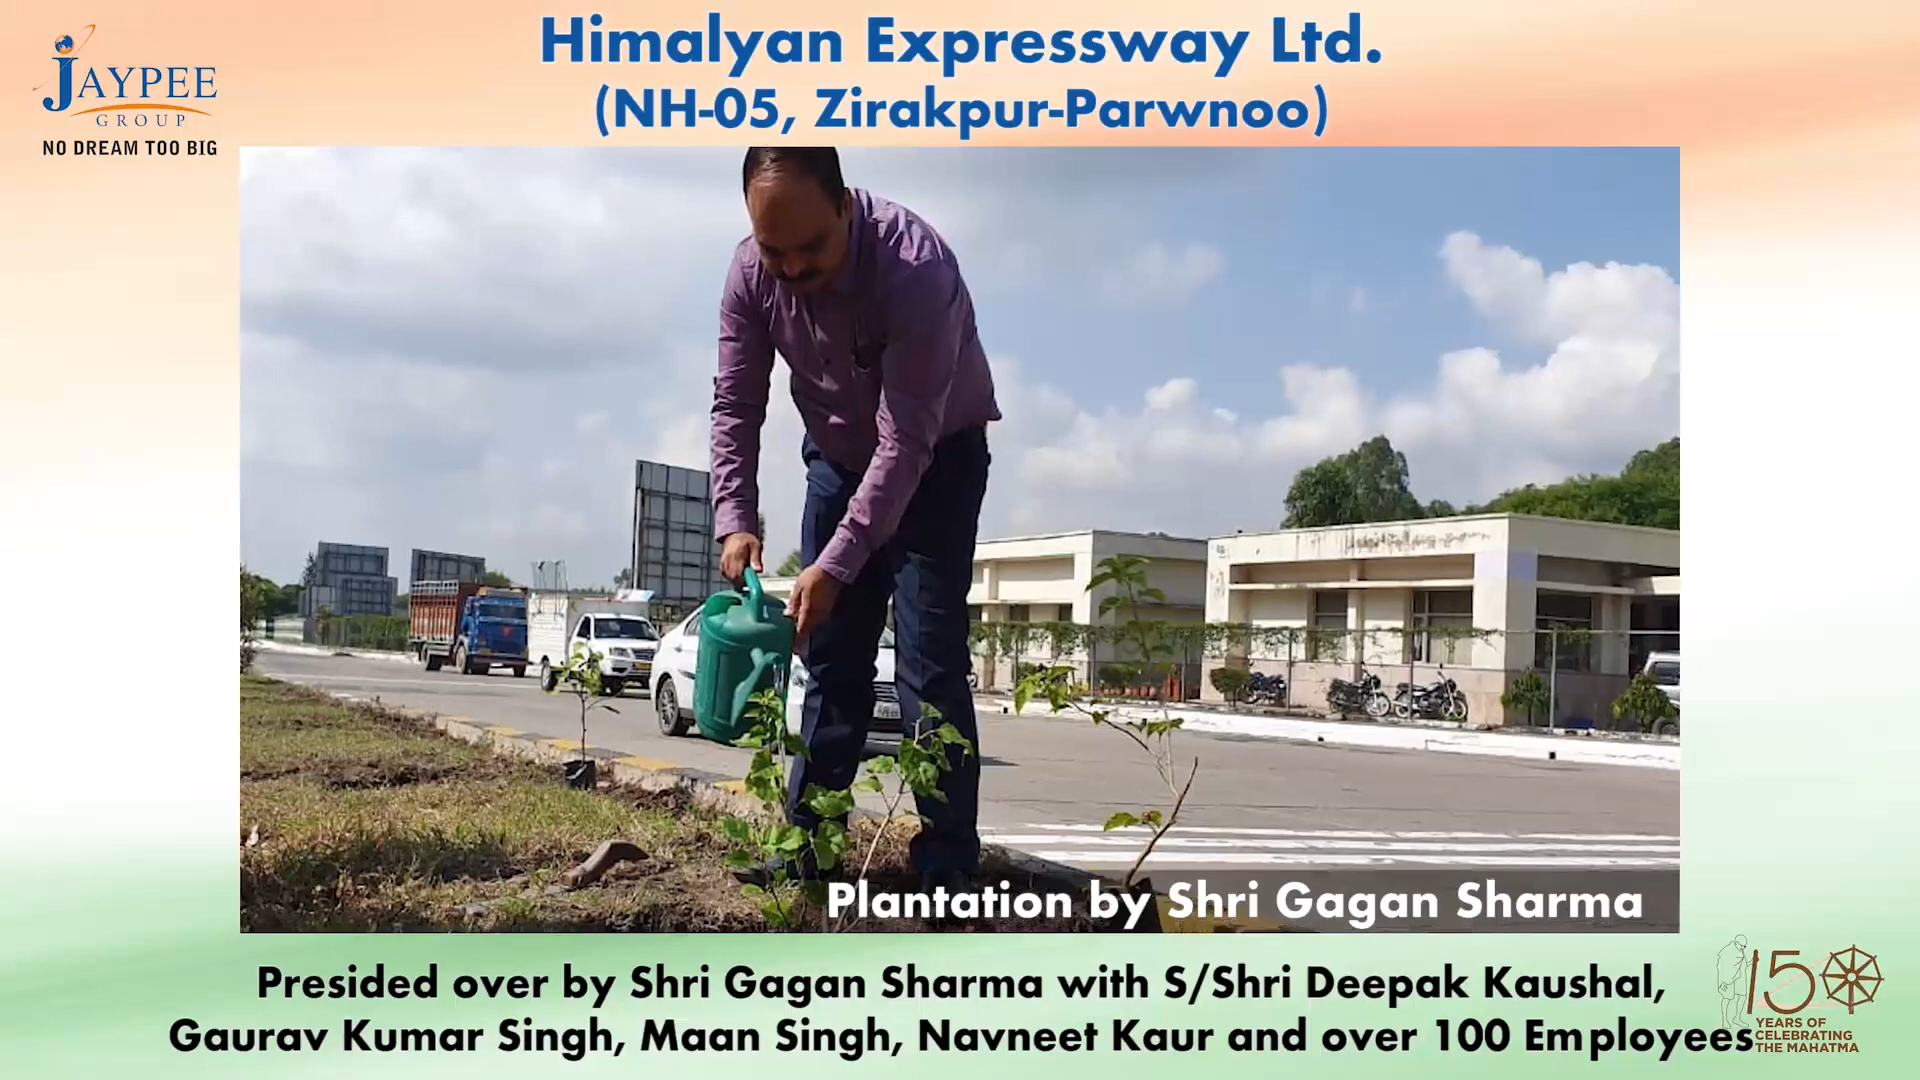 Himalyan Expressway Ltd.
(NH-05, Zirakpur-Parwnoo)
JAYPEE
GROUP
NO DREAM TOO BIG
Plantation by Shri Gagan Sharma
Presided over by Shri Gagan Sharma with S/Shri Deepak Kaushal,
Gaurav Kumar Singh, Maan Singh, Navneet Kaur and over 100 Employees
150
YEARS OF
CELEBRATING
THE MAHATMA